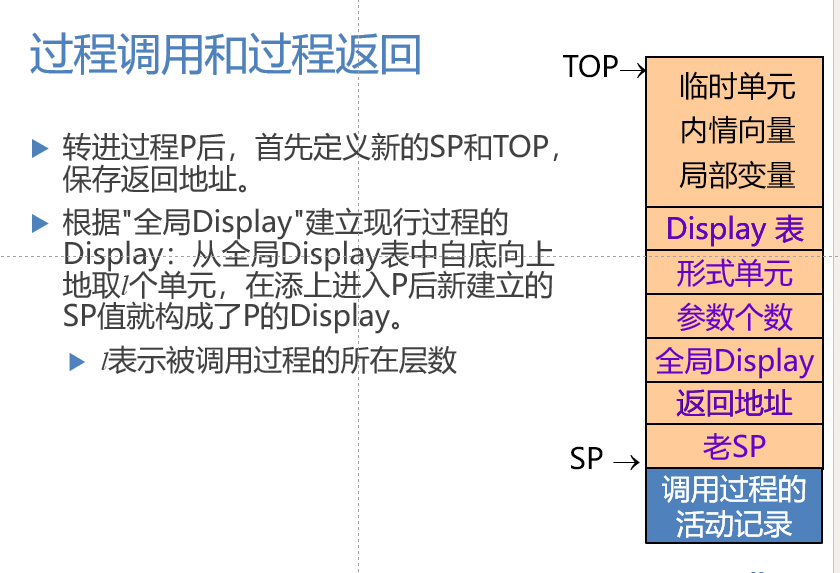 过程调用和过程返回
转进过程P后，首先定义新的SP和TOP，
保存返回地址。
根据"全局Display"建立现行过程的
Display：从全局Display表中自底向上
地取l个单元，在添上进入P后新建立的
SP值就构成了P的Display。
l表示被调用过程的所在层数
TOP→
临时单元
内情向量
局部变量
Display 表
形式单元
参数个数
全局Display
返回地址
老SP
SP →
调用过程的
活动记录